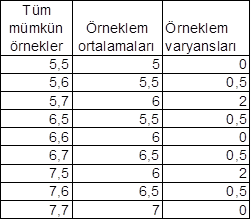 Tüm Örneklem Örneklem
mümkün ortalamaları varyansları
örnekler
5,5 5 0
5,6 5,5 0,5
5,7 6 2
6,5 5,5 0,5
6,6 6 0
6,7 6,5 0,5
7,5 6 2
7,6 6,5 0,5
7,7 7 0